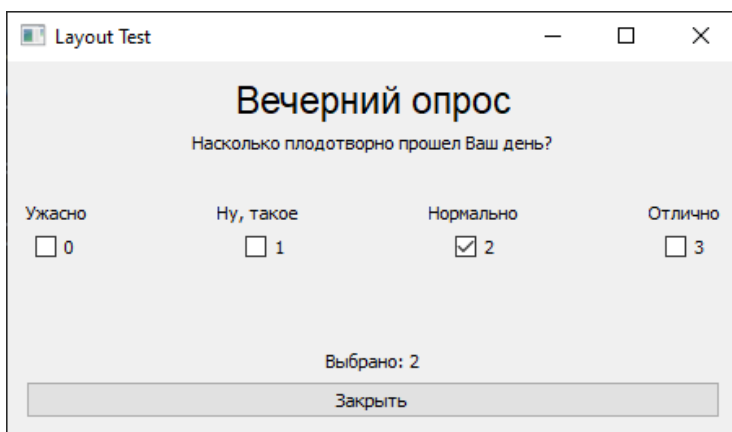 Layout Test
Вечерний опрос
Насколько плодотворно прошел Ваш день?
Ужасно Ну, такое Нормально Отлично
0 1 2 3
Выбрано: 2
Закрыть